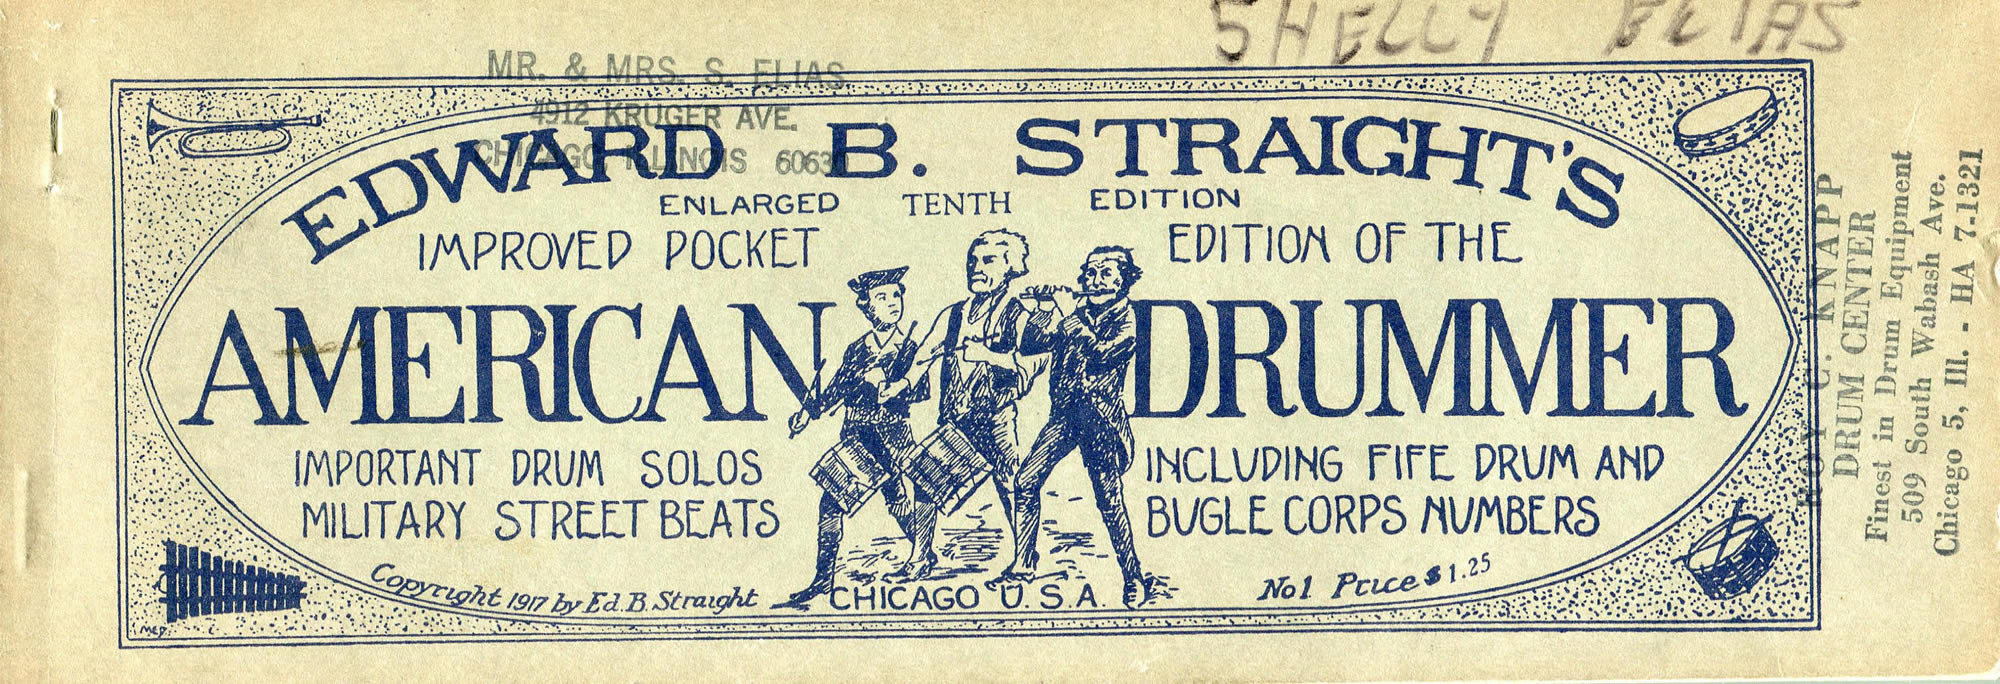 SHELLY ELIAS
MR. & MRS. S. ELIAS
4912 KRUGER AVE.
CHICAGO, ILLINOIS 60630
EDWARD B. STRAIGHT'S
ENLARGED TENTH EDITION
IMPROVED POCKET EDITION OF THE
AMERICAN DRUMMER
IMPORTANT DRUM SOLOS
MILITARY STREET BEATS
INCLUDING FIFE DRUM AND
BUGLE CORPS NUMBERS
Copyright 1917 by Ed. B. Straight
CHICAGO U.S.A.
No 1 Price $1.25
ROY C. KNAPP
DRUM CENTER
Finest in Drum Equipment
509 South Wabash Ave.
Chicago 5, Ill. - HA 7-1321